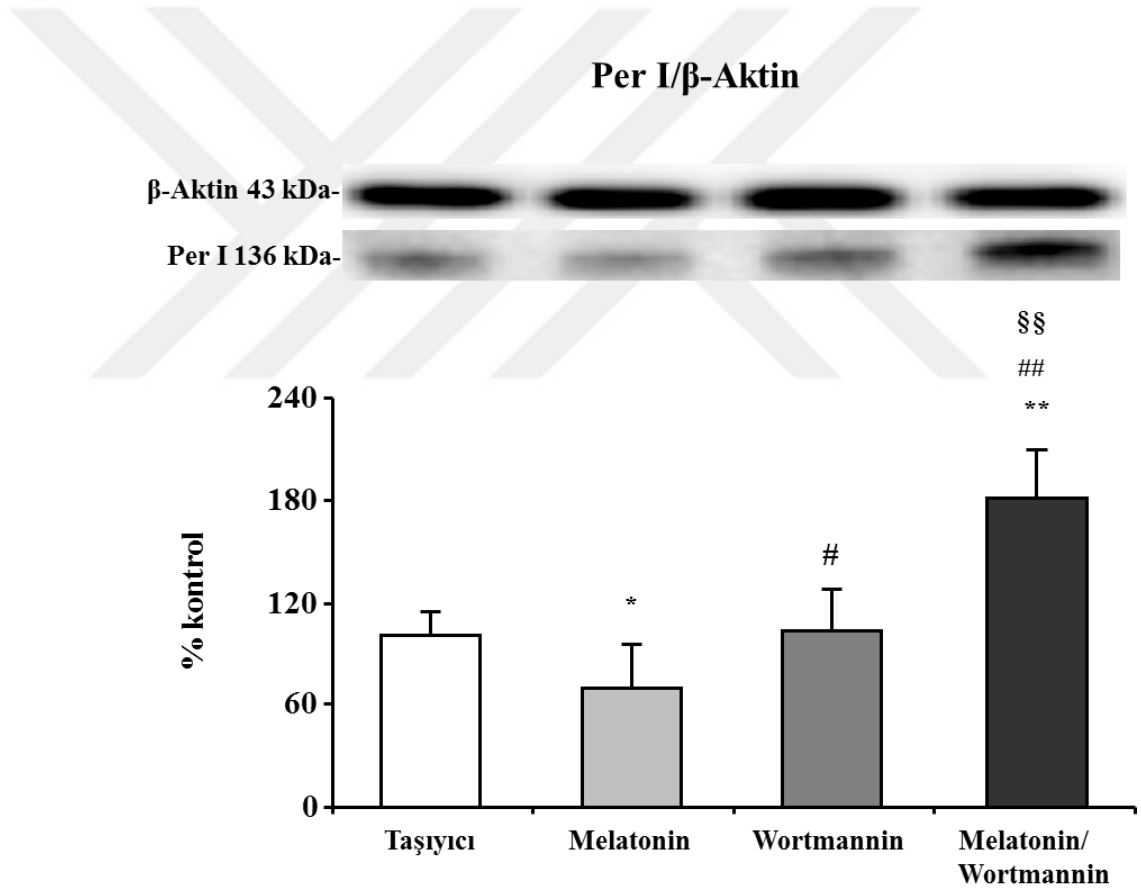 Per I/β-Aktin
β-Aktin 43 kDa-
Per I 136 kDa-
§§
##
**
#
*
240
180
120
60
0
% kontrol
Taşıyıcı
Melatonin
Wortmannin
Melatonin/
Wortmannin